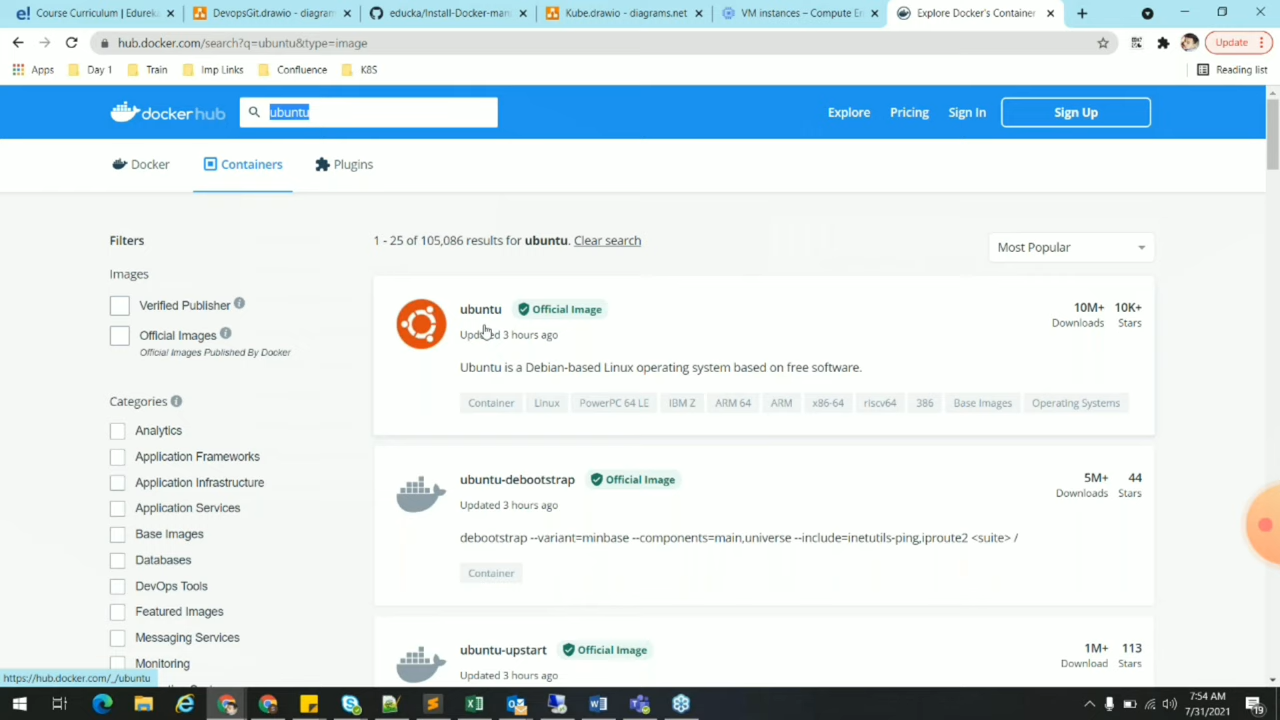 Course Curriculum | Edurek
DevopsGit.drawio - diagram
educka/Install-Docker-man
Kube.drawio - diagrams.net
VM instances – Compute En
Explore Docker's Container
hub.docker.com/search?q=ubuntu&type=image
Update
Apps
Day 1
Train
Imp Links
Confluence
K8S
Reading list
dockerhub
ubuntu
Explore
Pricing
Sign In
Sign Up
Docker
Containers
Plugins
Filters
1 - 25 of 105,086 results for ubuntu. Clear search
Most Popular
Images
Verified Publisher
Official Images
Official Images Published By Docker
Categories
Analytics
Application Frameworks
Application Infrastructure
Application Services
Base Images
Databases
DevOps Tools
Featured Images
Messaging Services
Monitoring
ubuntu
Official Image
10M+ 10K+
Downloads Stars
Updated 3 hours ago
Ubuntu is a Debian-based Linux operating system based on free software.
Container Linux PowerPC 64 LE IBM Z ARM 64 ARM x86-64 riscv64 386 Base Images Operating Systems
ubuntu-debootstrap
Official Image
5M+ 44
Downloads Stars
Updated 3 hours ago
debootstrap --variant=minbase --components=main,universe --include=inetutils-ping,iproute2 <suite> /
Container
ubuntu-upstart
Official Image
1M+ 113
Download Stars
Updated 3 hours ago
https://hub.docker.com/_/ubuntu
7:54 AM
7/31/2021
19